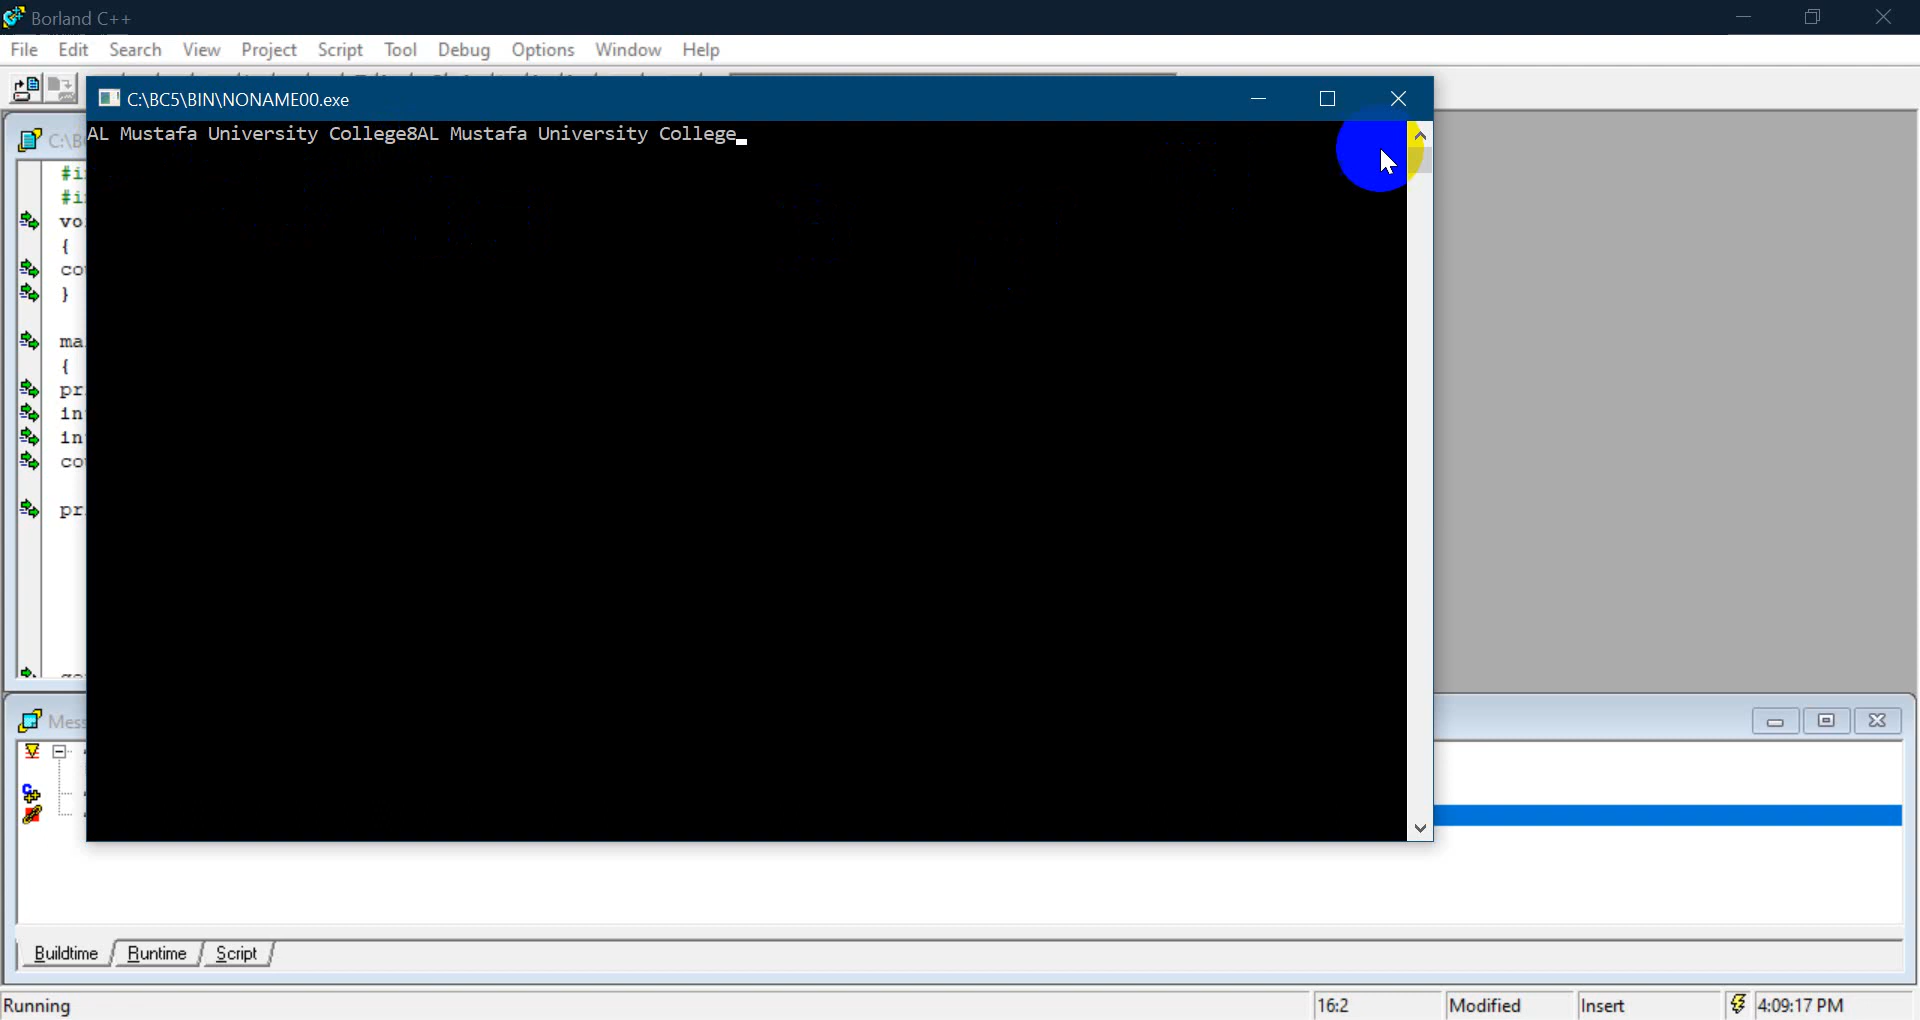 Borland C++
File Edit Search View Project Script Tool Debug Options Window Help
C:\BC5\BIN\NONAME00.exe
AL Mustafa University College8AL Mustafa University College
C:\B
#i
#i
vo
{
co
}
ma
{
pr
in
in
co
pr
Mess
Buildtime Runtime Script
Running 16:2 Modified Insert 4:09:17 PM